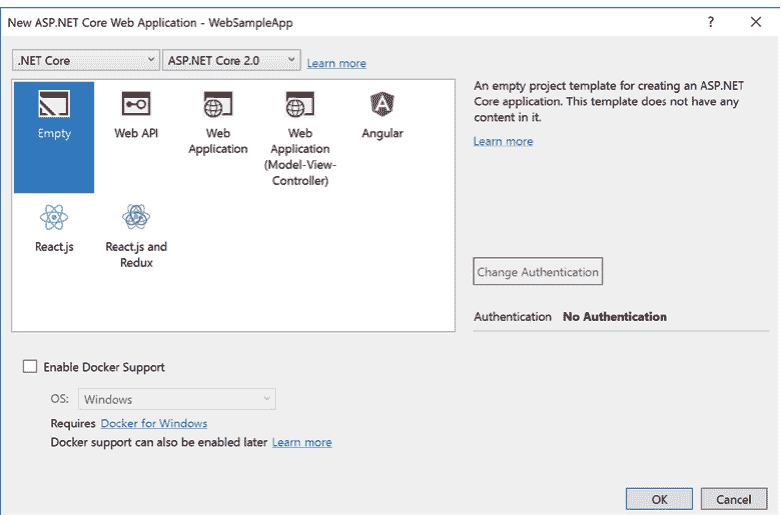 New ASP.NET Core Web Application - WebSampleApp
.NET Core
ASP.NET Core 2.0
Learn more
Empty
Web API
Web
Application
Web
Application
(Model-View-
Controller)
Angular
React.js
React.js and
Redux
An empty project template for creating an ASP.NET
Core application. This template does not have any
content in it.
Learn more
Change Authentication
Authentication No Authentication
Enable Docker Support
OS: Windows
Requires Docker for Windows
Docker support can also be enabled later Learn more
OK
Cancel